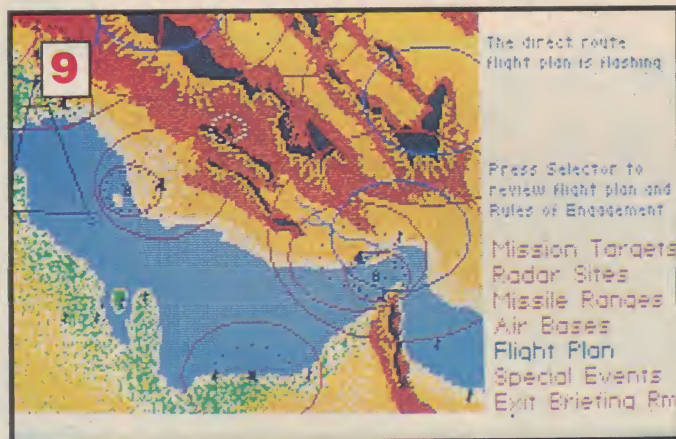 9
The direct route
flight plan is flashing
Press Selector to
review flight plan and
Rules of Engagement
Mission Targets
Radar Sites
Missile Ranges
Air Bases
Flight Plan
Special Events
Exit Briefing Rm
B